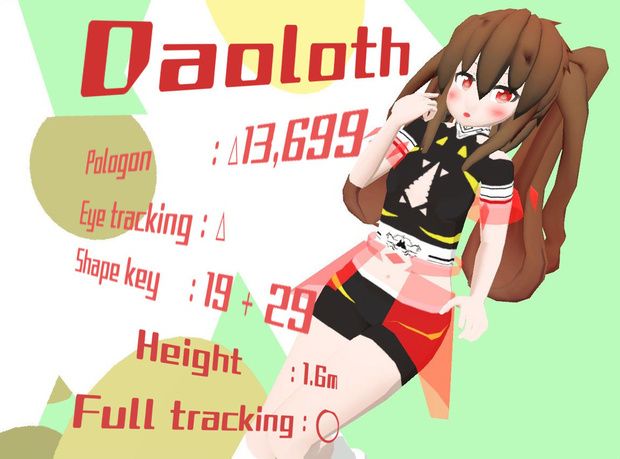 Daoloth
Pologon : △13,699
Eye tracking : △
Shape key : 19 + 29
Height : 1.6m
Full tracking : ○